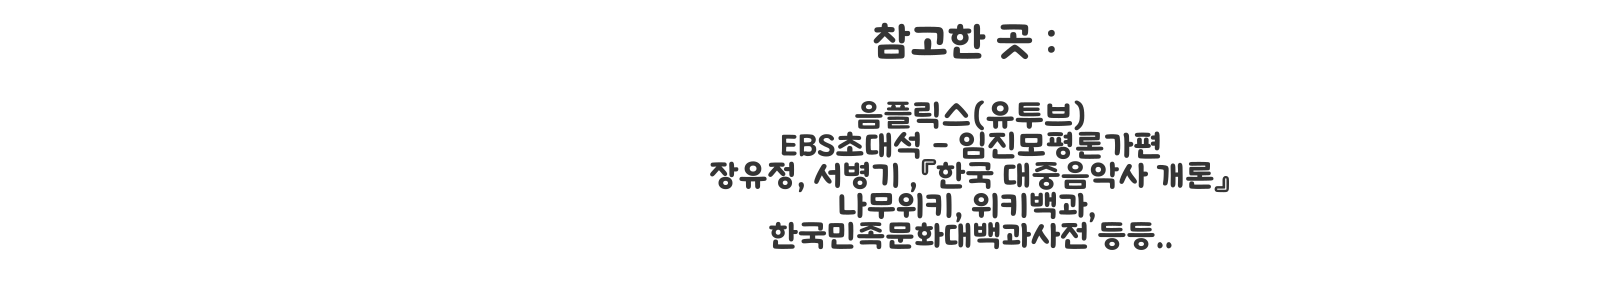 참고한 곳 :
음플릭스(유투브)
EBS초대석 - 임진모평론가편
장유정, 서병기 ,『한국 대중음악사 개론』
나무위키, 위키백과,
한국민족문화대백과사전 등등..